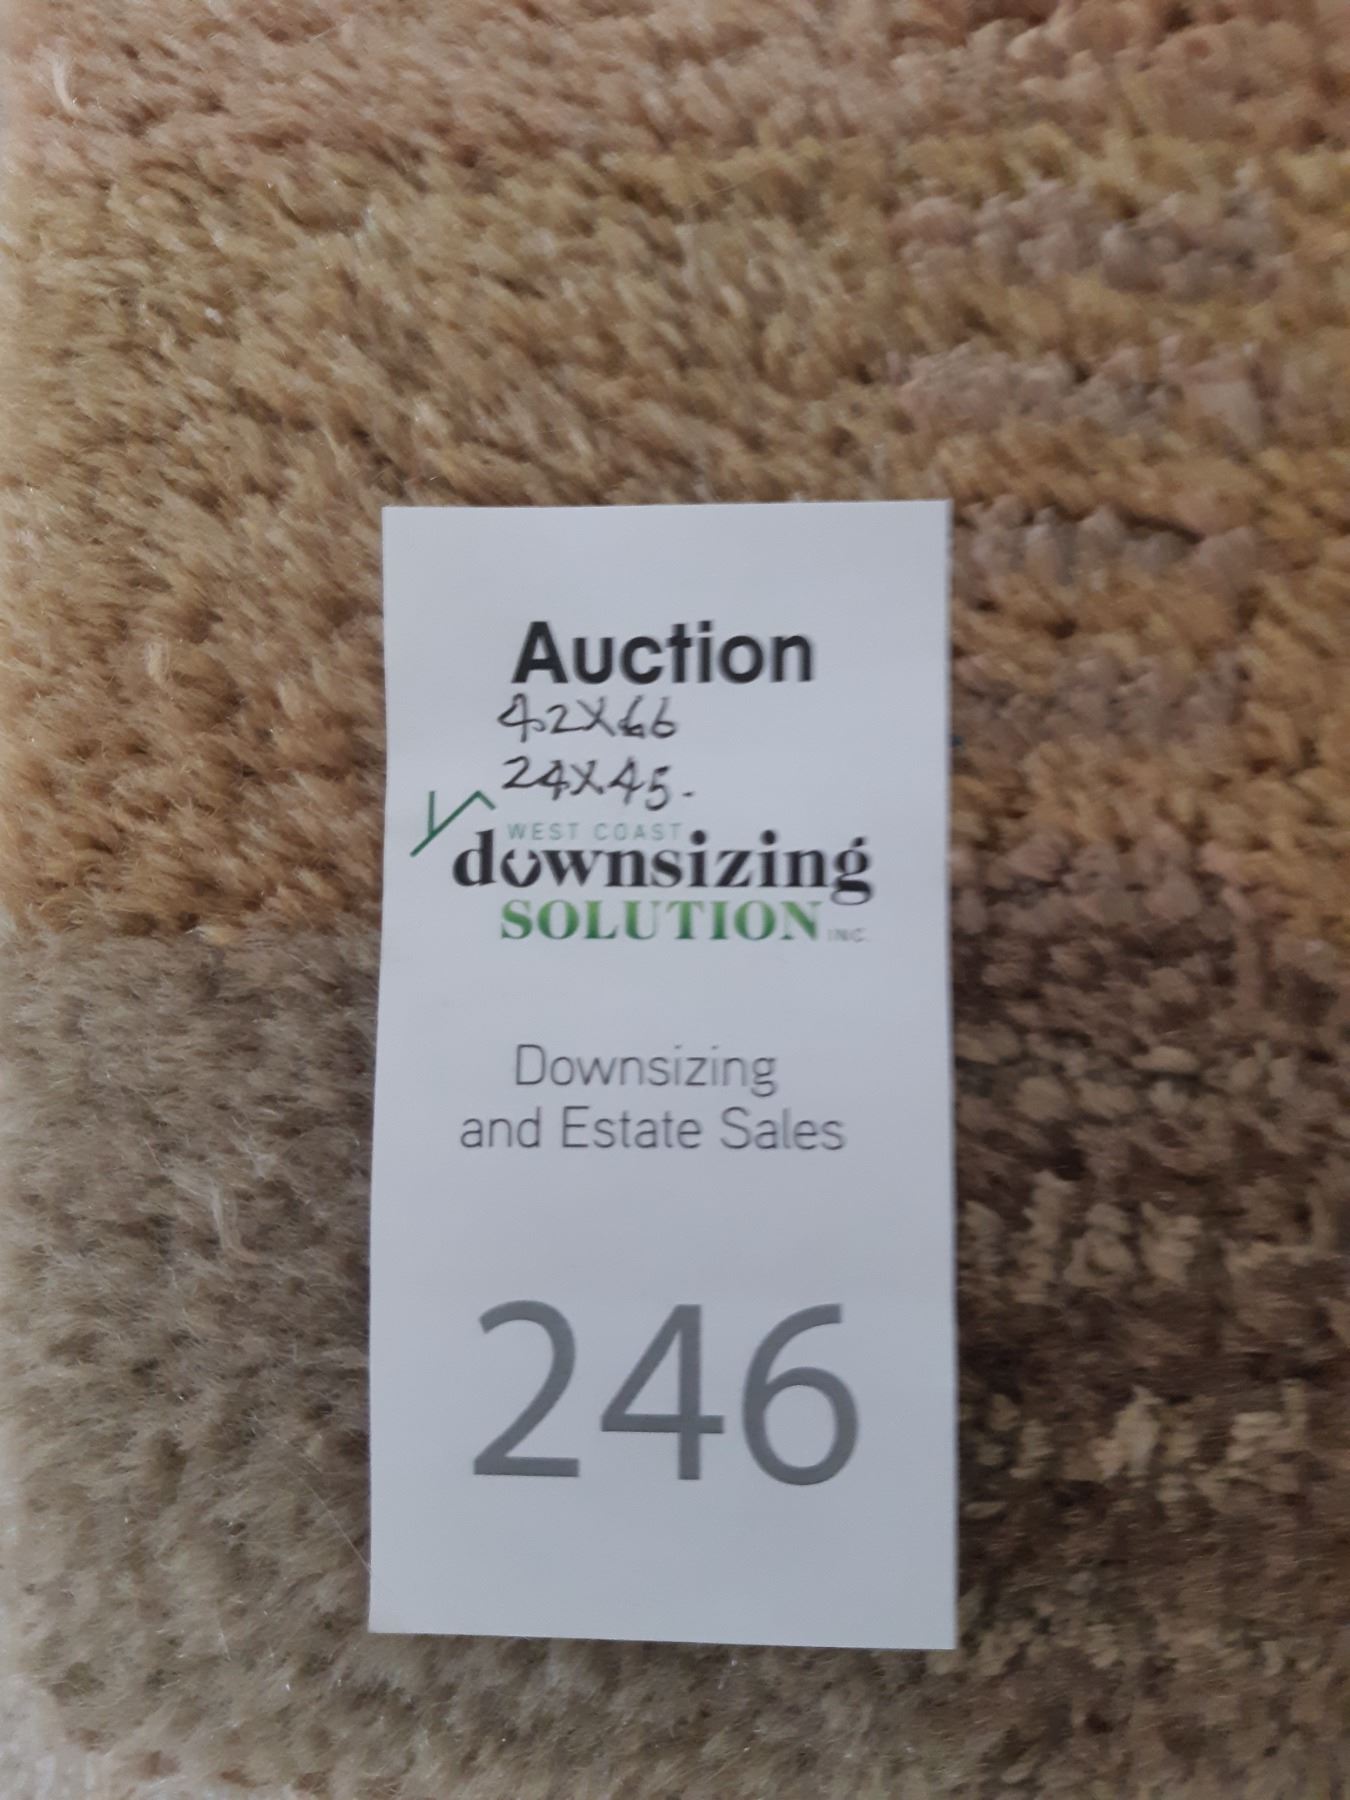 Auction
42X66
24X45.
WEST COAST
downsizing
SOLUTION INC.
Downsizing
and Estate Sales
246